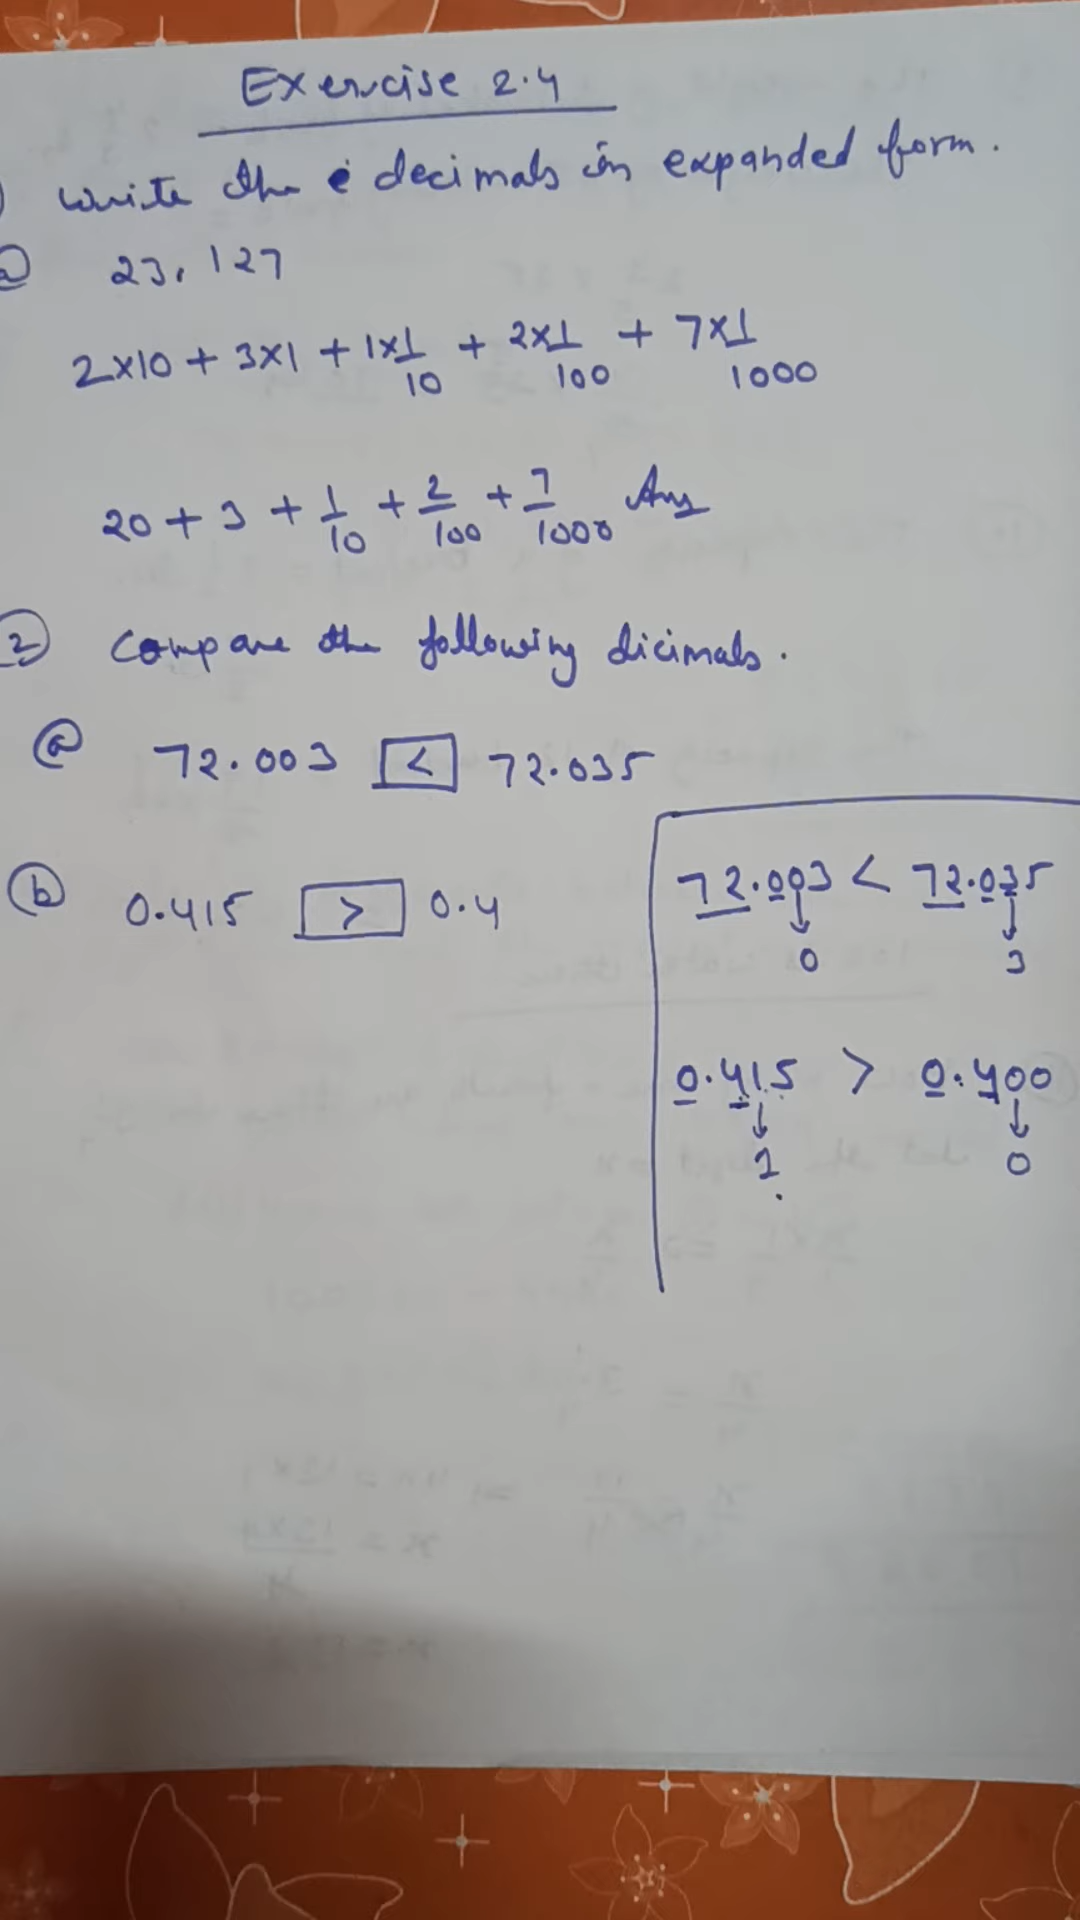 Exercise 2.4
) write the decimals in expanded form.
a 23.127
2×10 + 3×1 + 1×1/10 + 2×1/100 + 7×1/1000
20 + 3 + 1/10 + 2/100 + 7/1000 Ans
2 Compare the following dicimals.
a 72.003 < 72.035
b 0.415 > 0.4
72.003 < 72.035
0 3
0.415 > 0.400
1 0